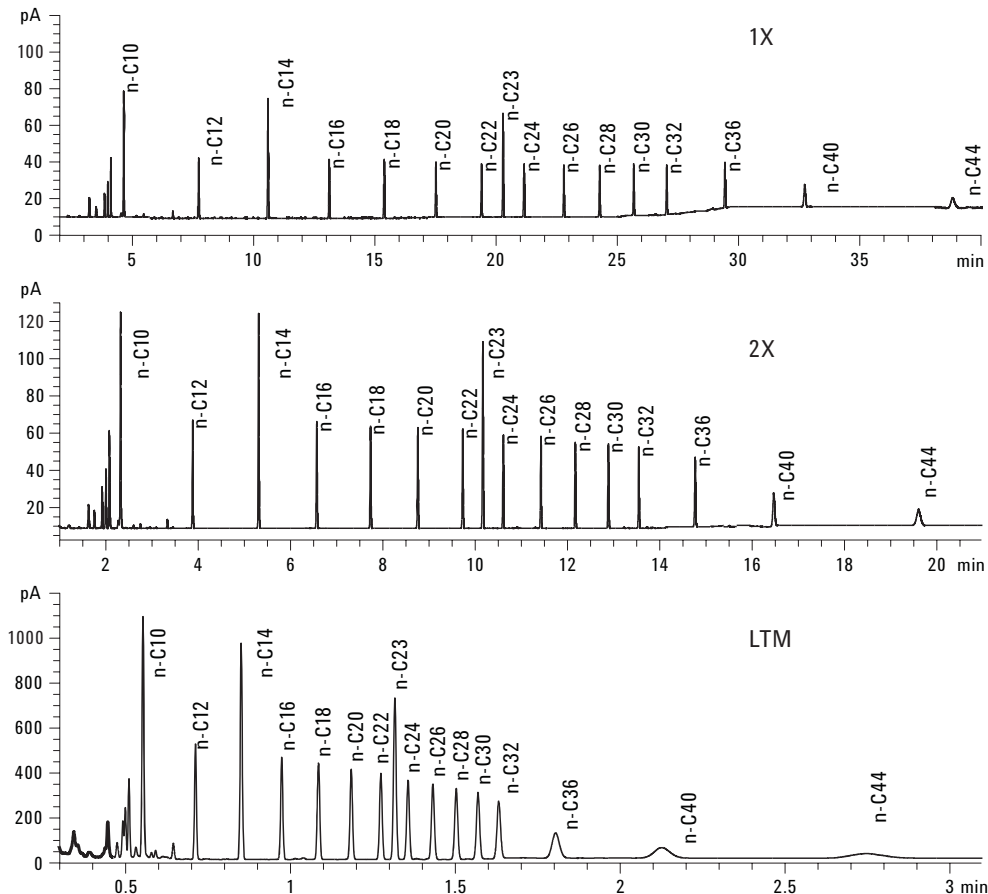 pA
1X
100
80
60
40
20
0
n-C10
n-C12
n-C14
n-C16
n-C18
n-C20
n-C22
n-C23
n-C24
n-C26
n-C28
n-C30
n-C32
n-C36
n-C40
n-C44
5
10
15
20
25
30
35
min
pA
2X
120
100
80
60
40
20
n-C10
n-C12
n-C14
n-C16
n-C18
n-C20
n-C22
n-C23
n-C24
n-C26
n-C28
n-C30
n-C32
n-C36
n-C40
n-C44
2
4
6
8
10
12
14
16
18
20
min
pA
LTM
1000
800
600
400
200
0
n-C10
n-C12
n-C14
n-C16
n-C18
n-C20
n-C22
n-C23
n-C24
n-C26
n-C28
n-C30
n-C32
n-C36
n-C40
n-C44
0.5
1
1.5
2
2.5
3 min